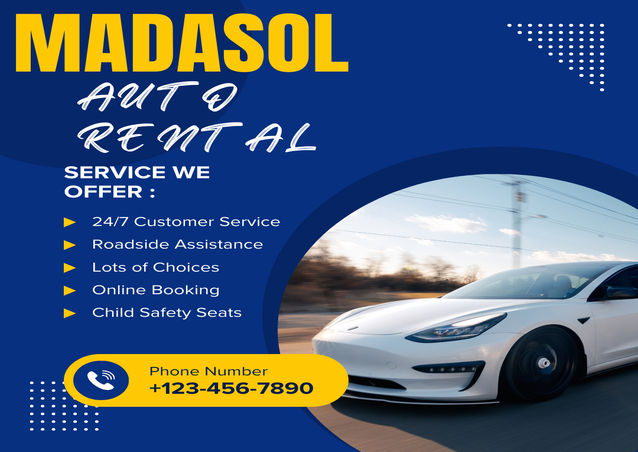 MADASOL
AUTO
RENTAL
SERVICE WE
OFFER :
24/7 Customer Service
Roadside Assistance
Lots of Choices
Online Booking
Child Safety Seats
Phone Number
+123-456-7890